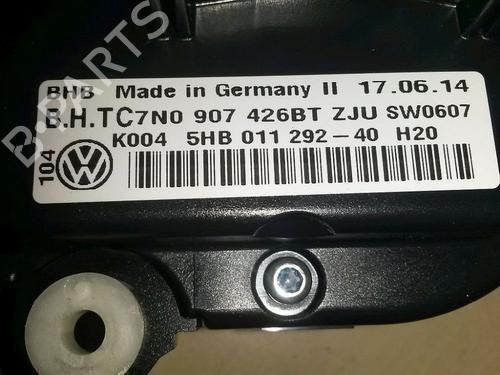 B-PARTS
BHB Made in Germany II 17.06.14
B.H.TC7N0 907 426BT ZJU SW0607
K004 5HB 011 292-40 H20
104